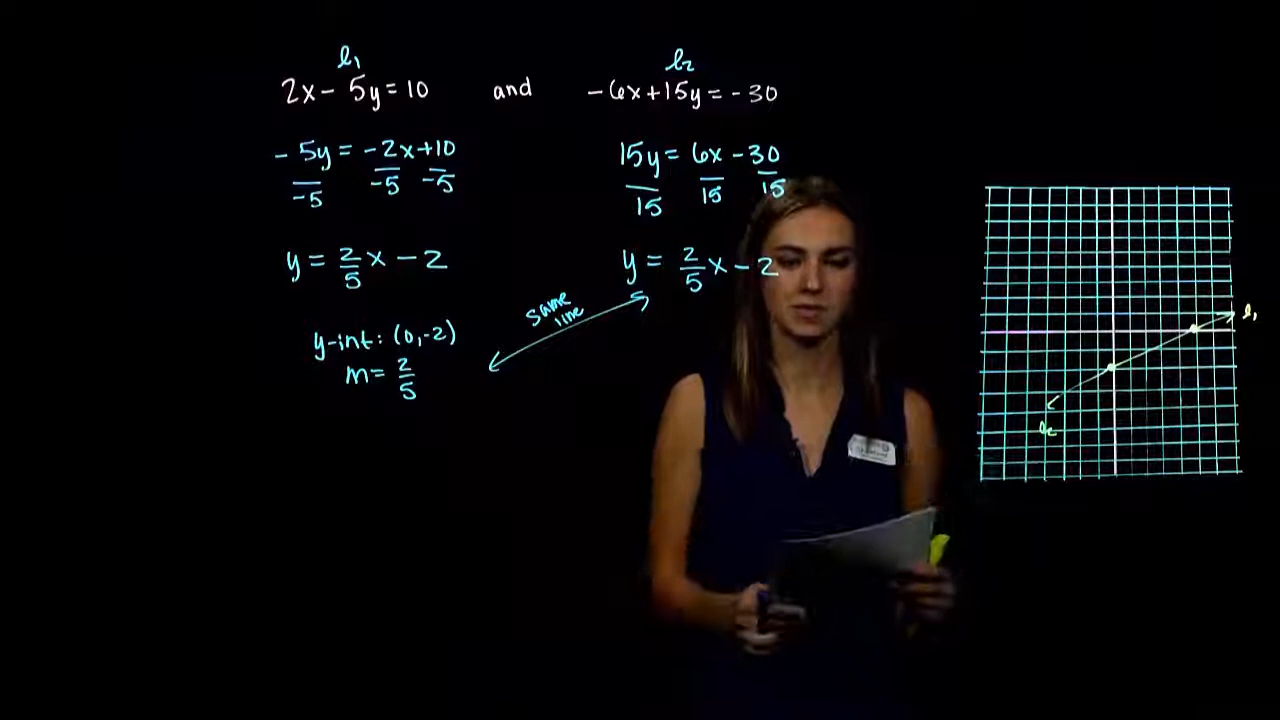 l₁
2x - 5y = 10 and
-5y = -2x+10
-5 -5 -5
y = 2/5 x - 2
y-int: (0,-2)
m = 2/5
same
line
l₂
-6x+15y = -30
15y = 6x - 30
15 15 15
y = 2/5 x - 2
l₁
l₂